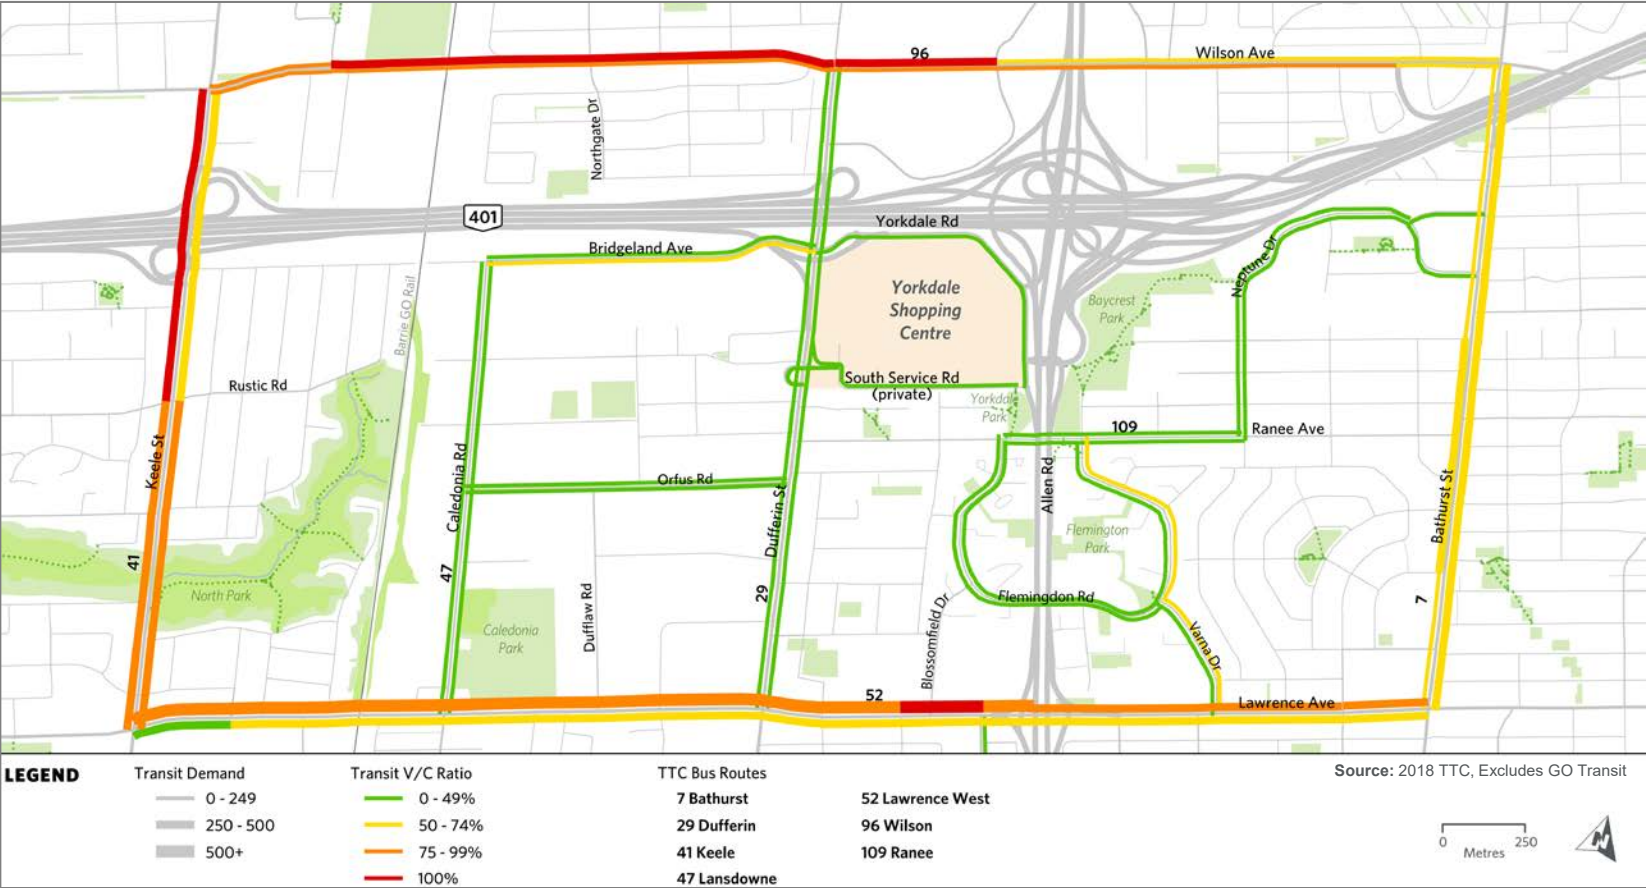 96
Wilson Ave
Northgate Dr
401
Yorkdale Rd
Bridgeland Ave
Neptune Dr
Barrie GO Rail
Yorkdale
Shopping
Centre
Baycrest
Park
Rustic Rd
South Service Rd
(private)
Yorkdale
Park
109
Ranee Ave
Keele St
Caledonia Rd
Orfus Rd
Dufferin St
Allen Rd
Bathurst St
Flemington
Park
41
47
29
7
North Park
Dufflaw Rd
Flemingdon Rd
Caledonia
Park
Blossomfield Dr
Varna Dr
52
Lawrence Ave
LEGEND
Transit Demand
0 - 249
250 - 500
500+
Transit V/C Ratio
0 - 49%
50 - 74%
75 - 99%
100%
TTC Bus Routes
7 Bathurst
29 Dufferin
41 Keele
47 Lansdowne
52 Lawrence West
96 Wilson
109 Ranee
Source: 2018 TTC, Excludes GO Transit
0 250
Metres
N